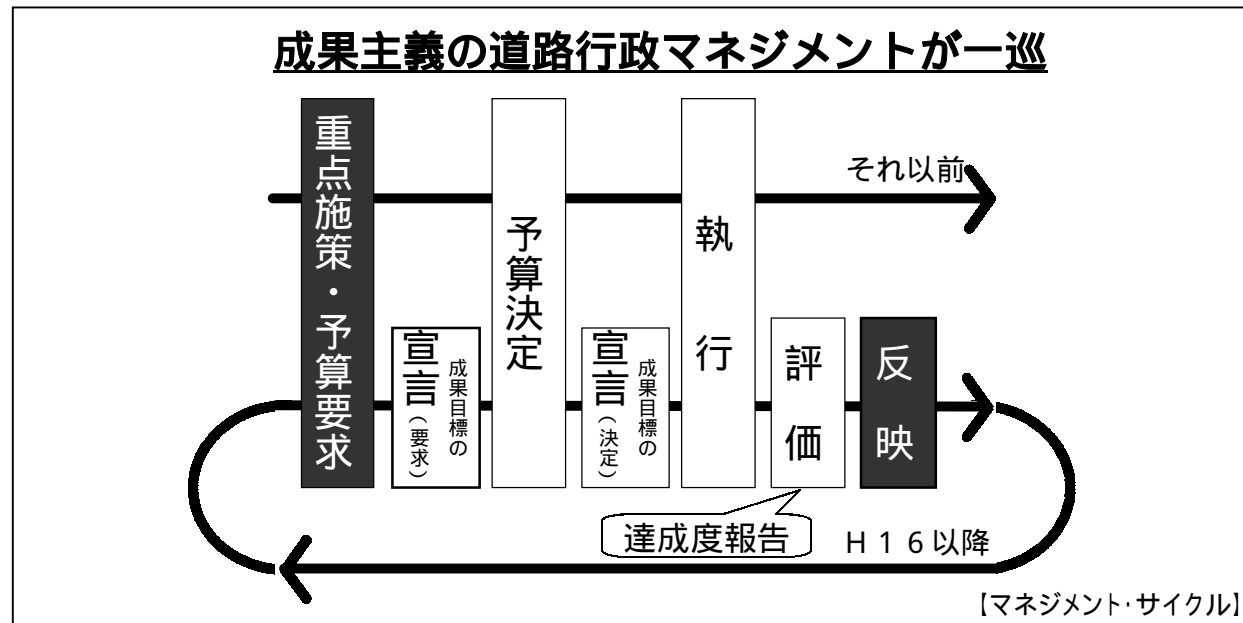 成果主義の道路行政マネジメントが一巡
それ以前
重点施策・予算要求
成果目標の
宣言(要求)
予算決定
成果目標の
宣言(決定)
執行
評価
反映
達成度報告
H16以降
【マネジメント・サイクル】